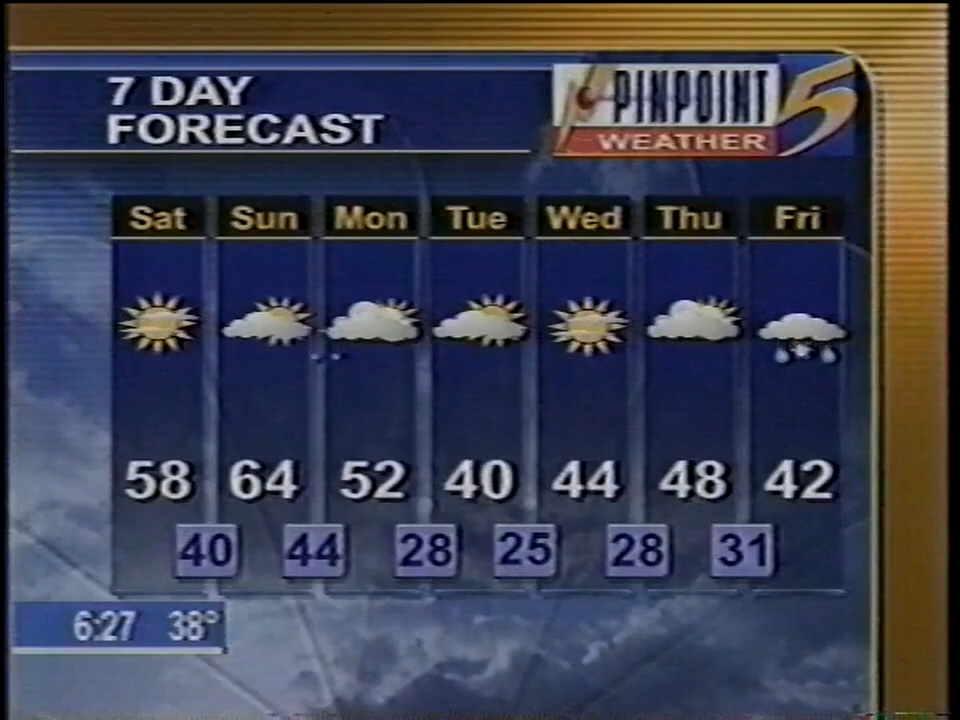 7 DAY
FORECAST
PINPOINT
WEATHER
5
Sat Sun Mon Tue Wed Thu Fri
58 64 52 40 44 48 42
40 44 28 25 28 31
6:27 38°